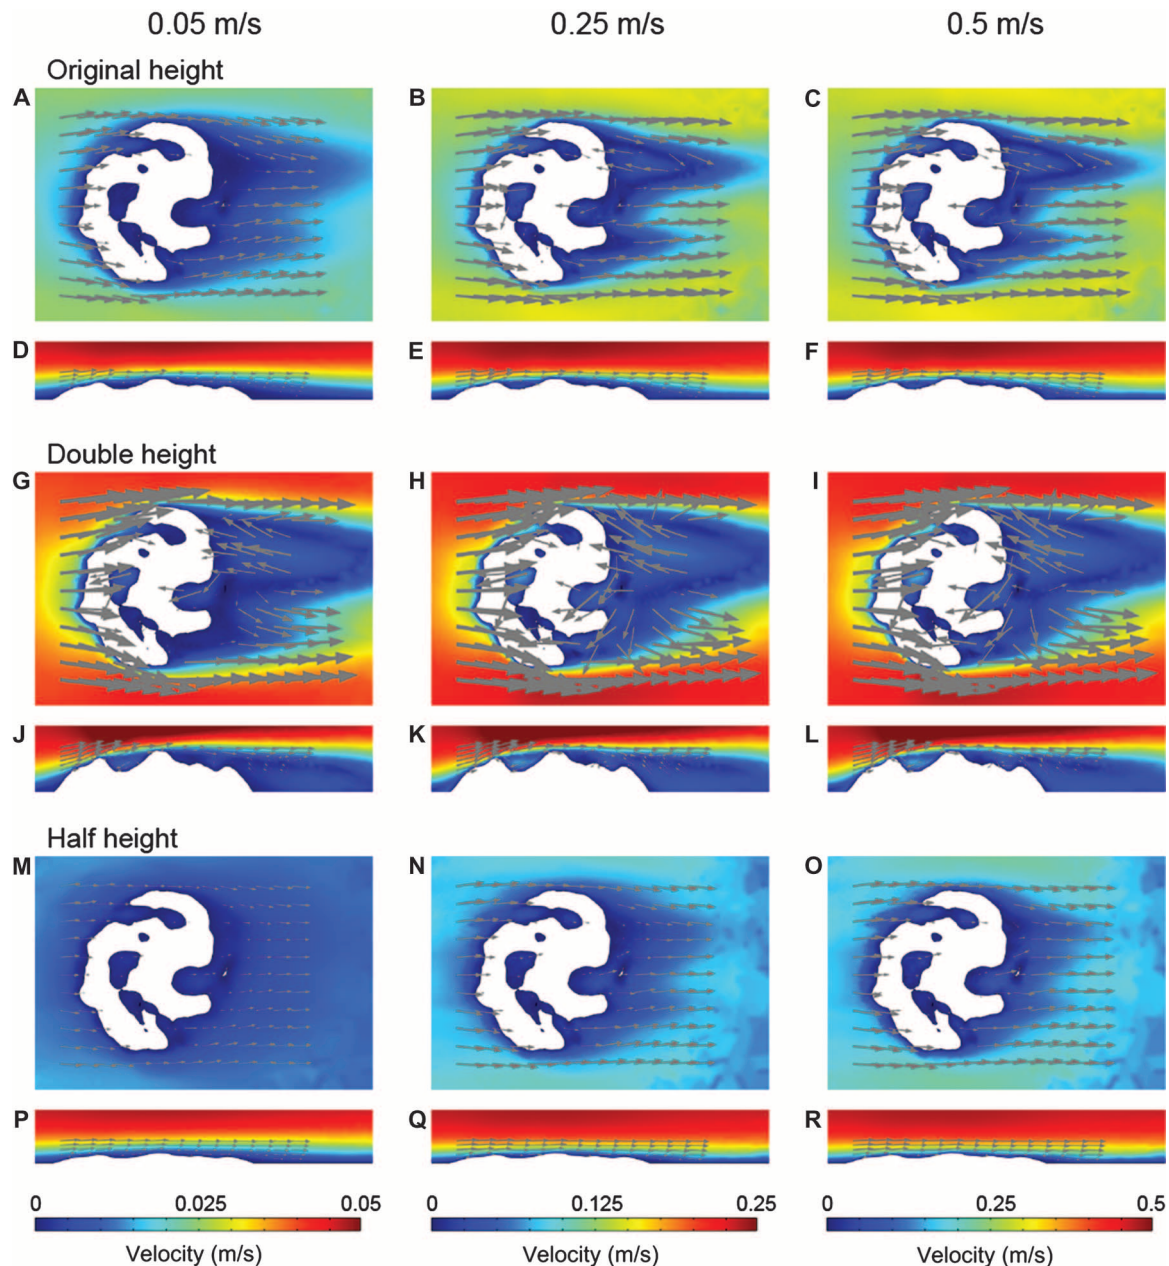 0.05 m/s 0.25 m/s 0.5 m/s
Original height
A B C
D E F
Double height
G H I
J K L
Half height
M N O
P Q R
0 0.025 0.05 0 0.125 0.25 0 0.25 0.5
Velocity (m/s) Velocity (m/s) Velocity (m/s)